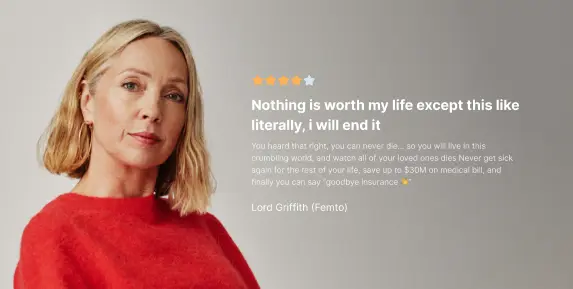 Nothing is worth my life except this like
literally, i will end it
You heard that right, you can never die... so you will live in this
crumbling world, and watch all of your loved ones dies Never get sick
again for the rest of your life, save up to $30M on medical bill, and
finally you can say "goodbye insurance 👋"
Lord Griffith (Femto)